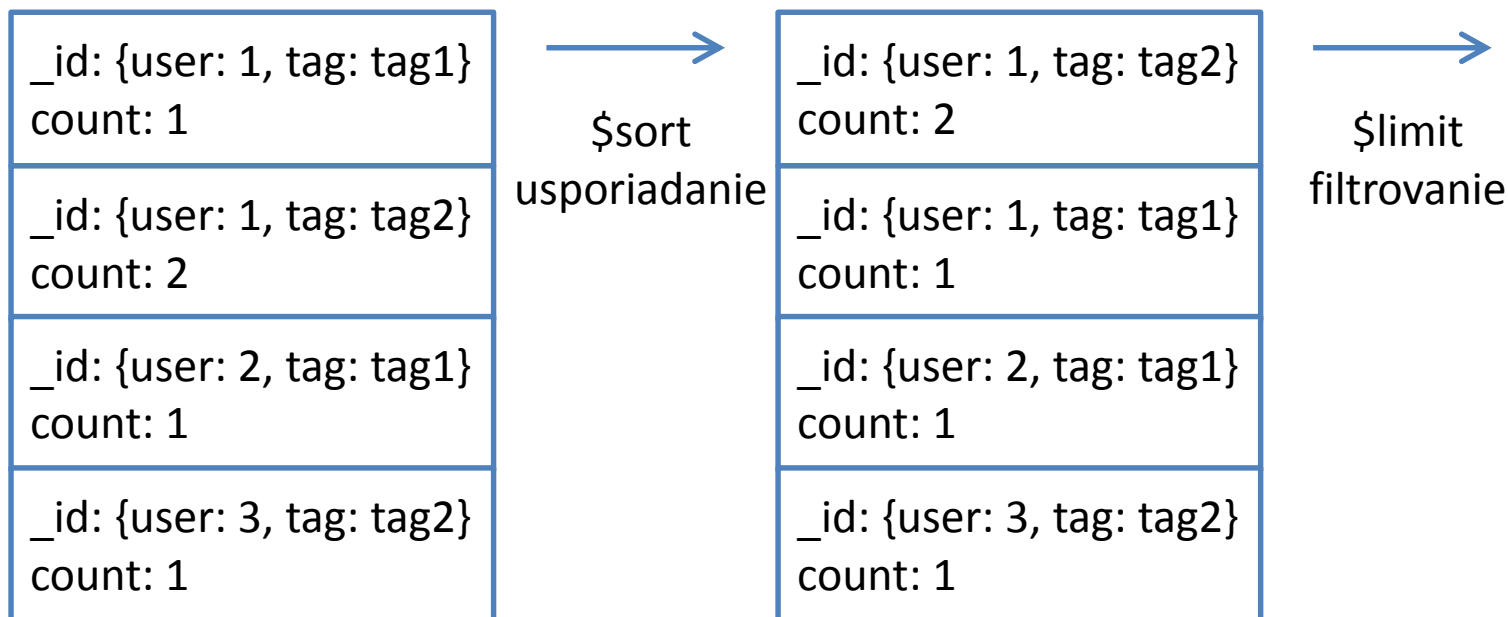 _id: {user: 1, tag: tag1}
count: 1
_id: {user: 1, tag: tag2}
count: 2
_id: {user: 2, tag: tag1}
count: 1
_id: {user: 3, tag: tag2}
count: 1
$sort
usporiadanie
_id: {user: 1, tag: tag2}
count: 2
_id: {user: 1, tag: tag1}
count: 1
_id: {user: 2, tag: tag1}
count: 1
_id: {user: 3, tag: tag2}
count: 1
$limit
filtrovanie